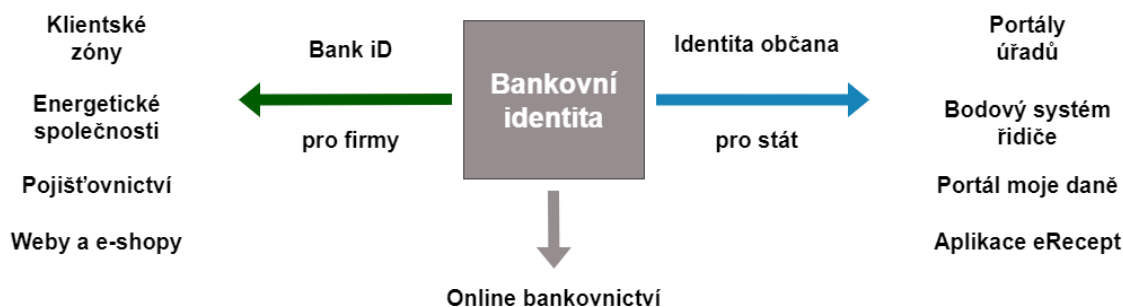 Klientské
zóny
Energetické
společnosti
Pojišťovnictví
Weby a e-shopy
Bank iD
pro firmy
Bankovní
identita
Identita občana
pro stát
Portály
úřadů
Bodový systém
řidiče
Portál moje daně
Aplikace eRecept
Online bankovnictví